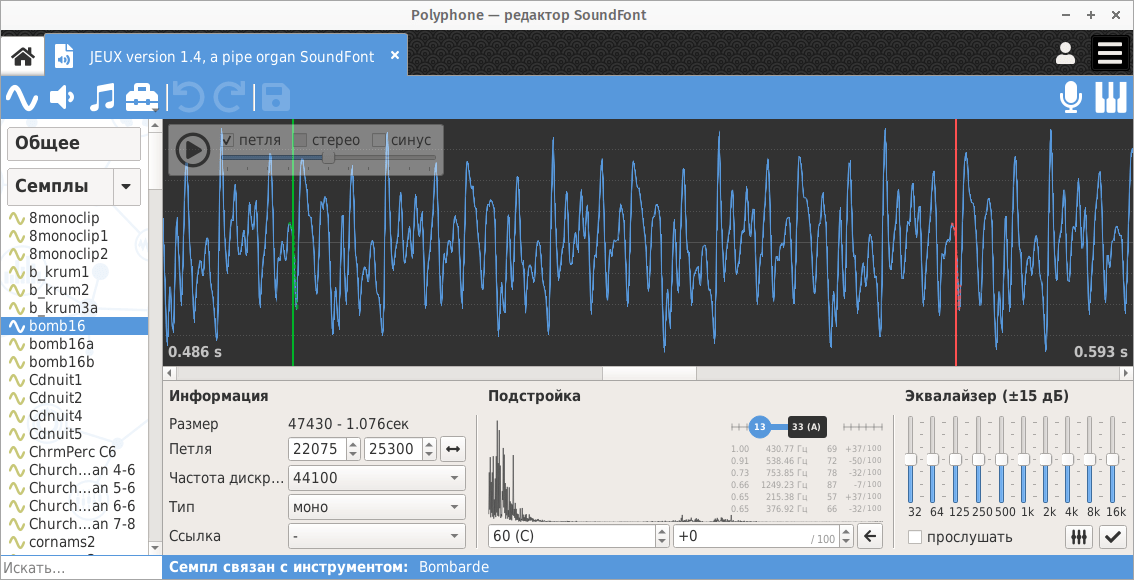 Polyphone — редактор SoundFont
JEUX version 1.4, a pipe organ SoundFont
Общее
Семплы
8monoclip
8monoclip1
8monoclip2
b_krum1
b_krum2
b_krum3a
bomb16
bomb16a
bomb16b
Cdnuit1
Cdnuit2
Cdnuit4
Cdnuit5
ChrmPerc C6
Church...an 4-6
Church...an 5-6
Church...an 6-6
Church...an 7-8
cornams2
Искать...
петля стерео синус
0.486 s 0.593 s
Информация
Размер 47430 - 1.076сек
Петля 22075 25300
Частота дискр... 44100
Тип моно
Ссылка -
Подстройка
13 33 (A)
1.00 430.77 Гц 69 +37/100
0.91 538.46 Гц 72 -50/100
0.73 753.85 Гц 78 -32/100
0.66 1249.23 Гц 87 -7/100
0.65 215.38 Гц 57 +37/100
0.65 376.92 Гц 66 -32/100
60 (C) +0 / 100
Эквалайзер (±15 дБ)
32 64 125 250 500 1k 2k 4k 8k 16k
прослушать
Семпл связан с инструментом: Bombarde